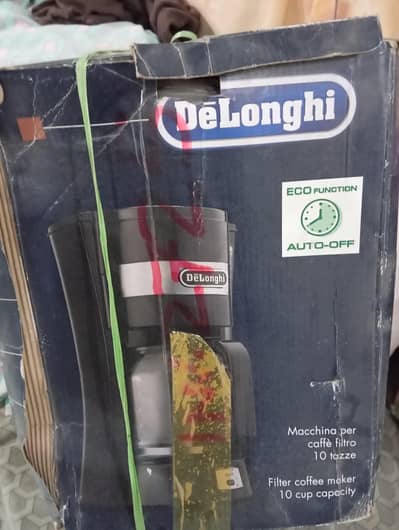 DeLonghi
ECO FUNCTION
AUTO-OFF
DeLonghi
Macchina per
caffè filtro
10 tazze
Filter coffee maker
10 cup capacity